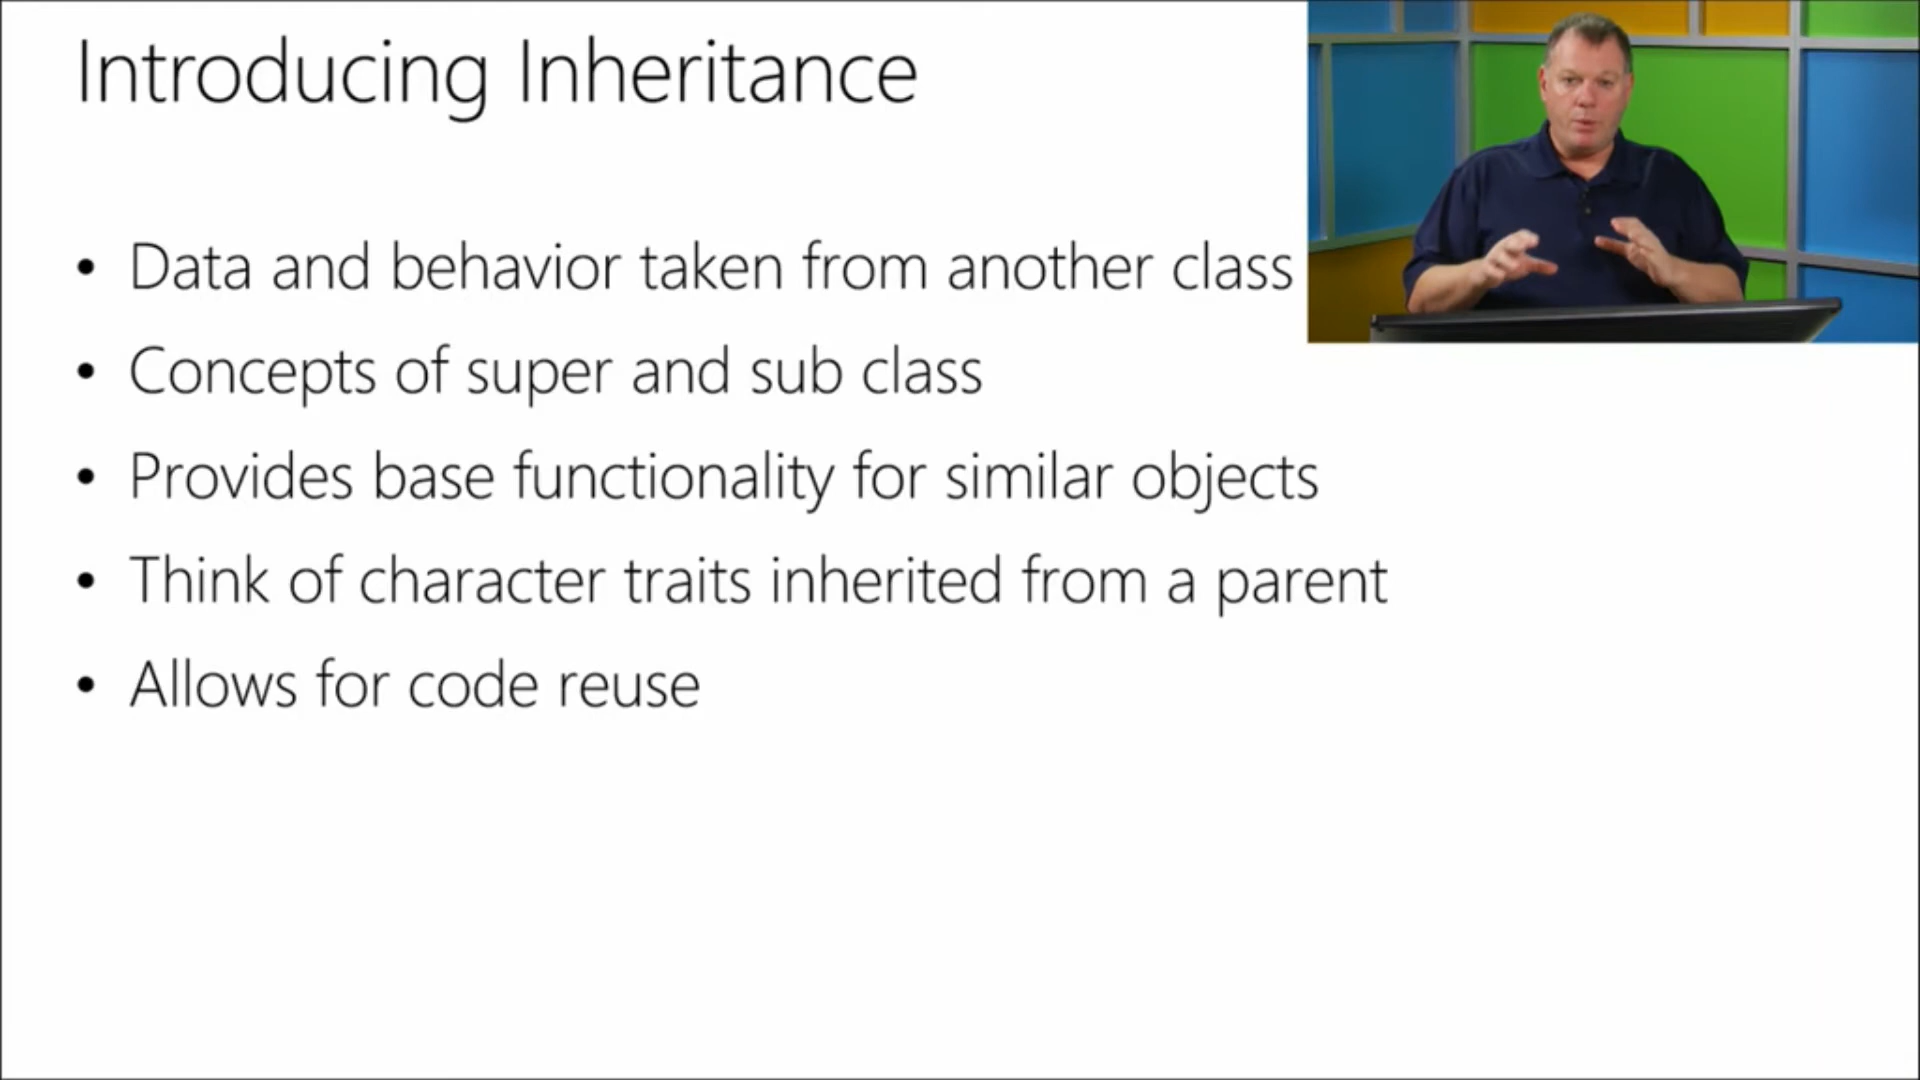 Introducing Inheritance
• Data and behavior taken from another class
• Concepts of super and sub class
• Provides base functionality for similar objects
• Think of character traits inherited from a parent
• Allows for code reuse